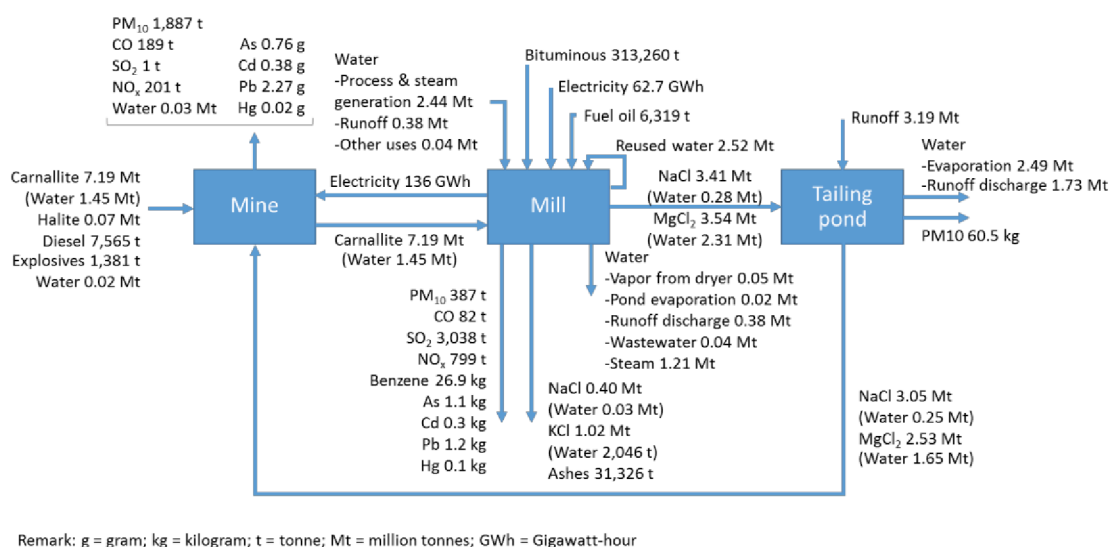 PM₁₀ 1,887 t
CO 189 t
SO₂ 1 t
NOₓ 201 t
Water 0.03 Mt
As 0.76 g
Cd 0.38 g
Pb 2.27 g
Hg 0.02 g
Water
-Process & steam
generation 2.44 Mt
-Runoff 0.38 Mt
-Other uses 0.04 Mt
Bituminous 313,260 t
Electricity 62.7 GWh
Fuel oil 6,319 t
Reused water 2.52 Mt
Runoff 3.19 Mt
Water
-Evaporation 2.49 Mt
-Runoff discharge 1.73 Mt
PM10 60.5 kg
Carnallite 7.19 Mt
(Water 1.45 Mt)
Halite 0.07 Mt
Diesel 7,565 t
Explosives 1,381 t
Water 0.02 Mt
Mine
Electricity 136 GWh
Carnallite 7.19 Mt
(Water 1.45 Mt)
Mill
NaCl 3.41 Mt
(Water 0.28 Mt)
MgCl₂ 3.54 Mt
(Water 2.31 Mt)
Tailing
pond
Water
-Vapor from dryer 0.05 Mt
-Pond evaporation 0.02 Mt
-Runoff discharge 0.38 Mt
-Wastewater 0.04 Mt
-Steam 1.21 Mt
PM₁₀ 387 t
CO 82 t
SO₂ 3,038 t
NOₓ 799 t
Benzene 26.9 kg
As 1.1 kg
Cd 0.3 kg
Pb 1.2 kg
Hg 0.1 kg
NaCl 0.40 Mt
(Water 0.03 Mt)
KCl 1.02 Mt
(Water 2,046 t)
Ashes 31,326 t
NaCl 3.05 Mt
(Water 0.25 Mt)
MgCl₂ 2.53 Mt
(Water 1.65 Mt)
Remark: g = gram; kg = kilogram; t = tonne; Mt = million tonnes; GWh = Gigawatt-hour